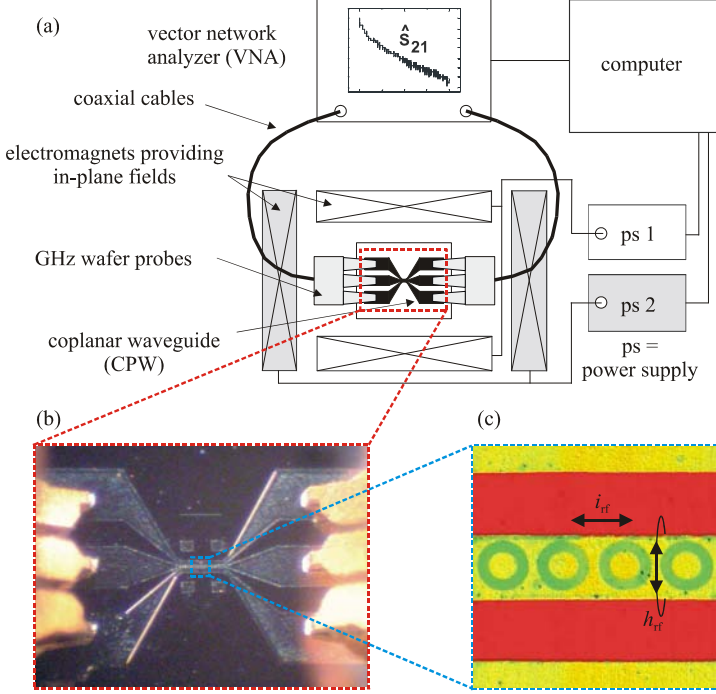 (a)
vector network
analyzer (VNA)
Ŝ21
computer
coaxial cables
electromagnets providing
in-plane fields
ps 1
GHz wafer probes
ps 2
coplanar waveguide
(CPW)
ps =
power supply
(b)
(c)
irf
hrf